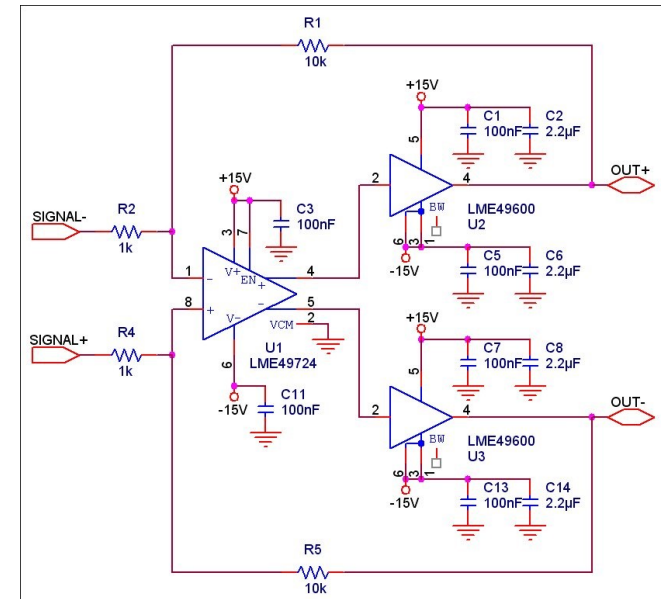 R1
10k
+15V
C1
100nF
C2
2.2µF
5
2
4
OUT+
BW
LME49600
U2
6
3
1
-15V
C5
100nF
C6
2.2µF
+15V
C3
100nF
SIGNAL-
R2
1k
3
7
1
-
V+
EN
+
4
8
+
-
5
V-
VCM
2
SIGNAL+
R4
1k
U1
LME49724
6
C11
100nF
-15V
+15V
C7
100nF
C8
2.2µF
5
2
4
OUT-
BW
LME49600
U3
6
3
1
-15V
C13
100nF
C14
2.2µF
R5
10k